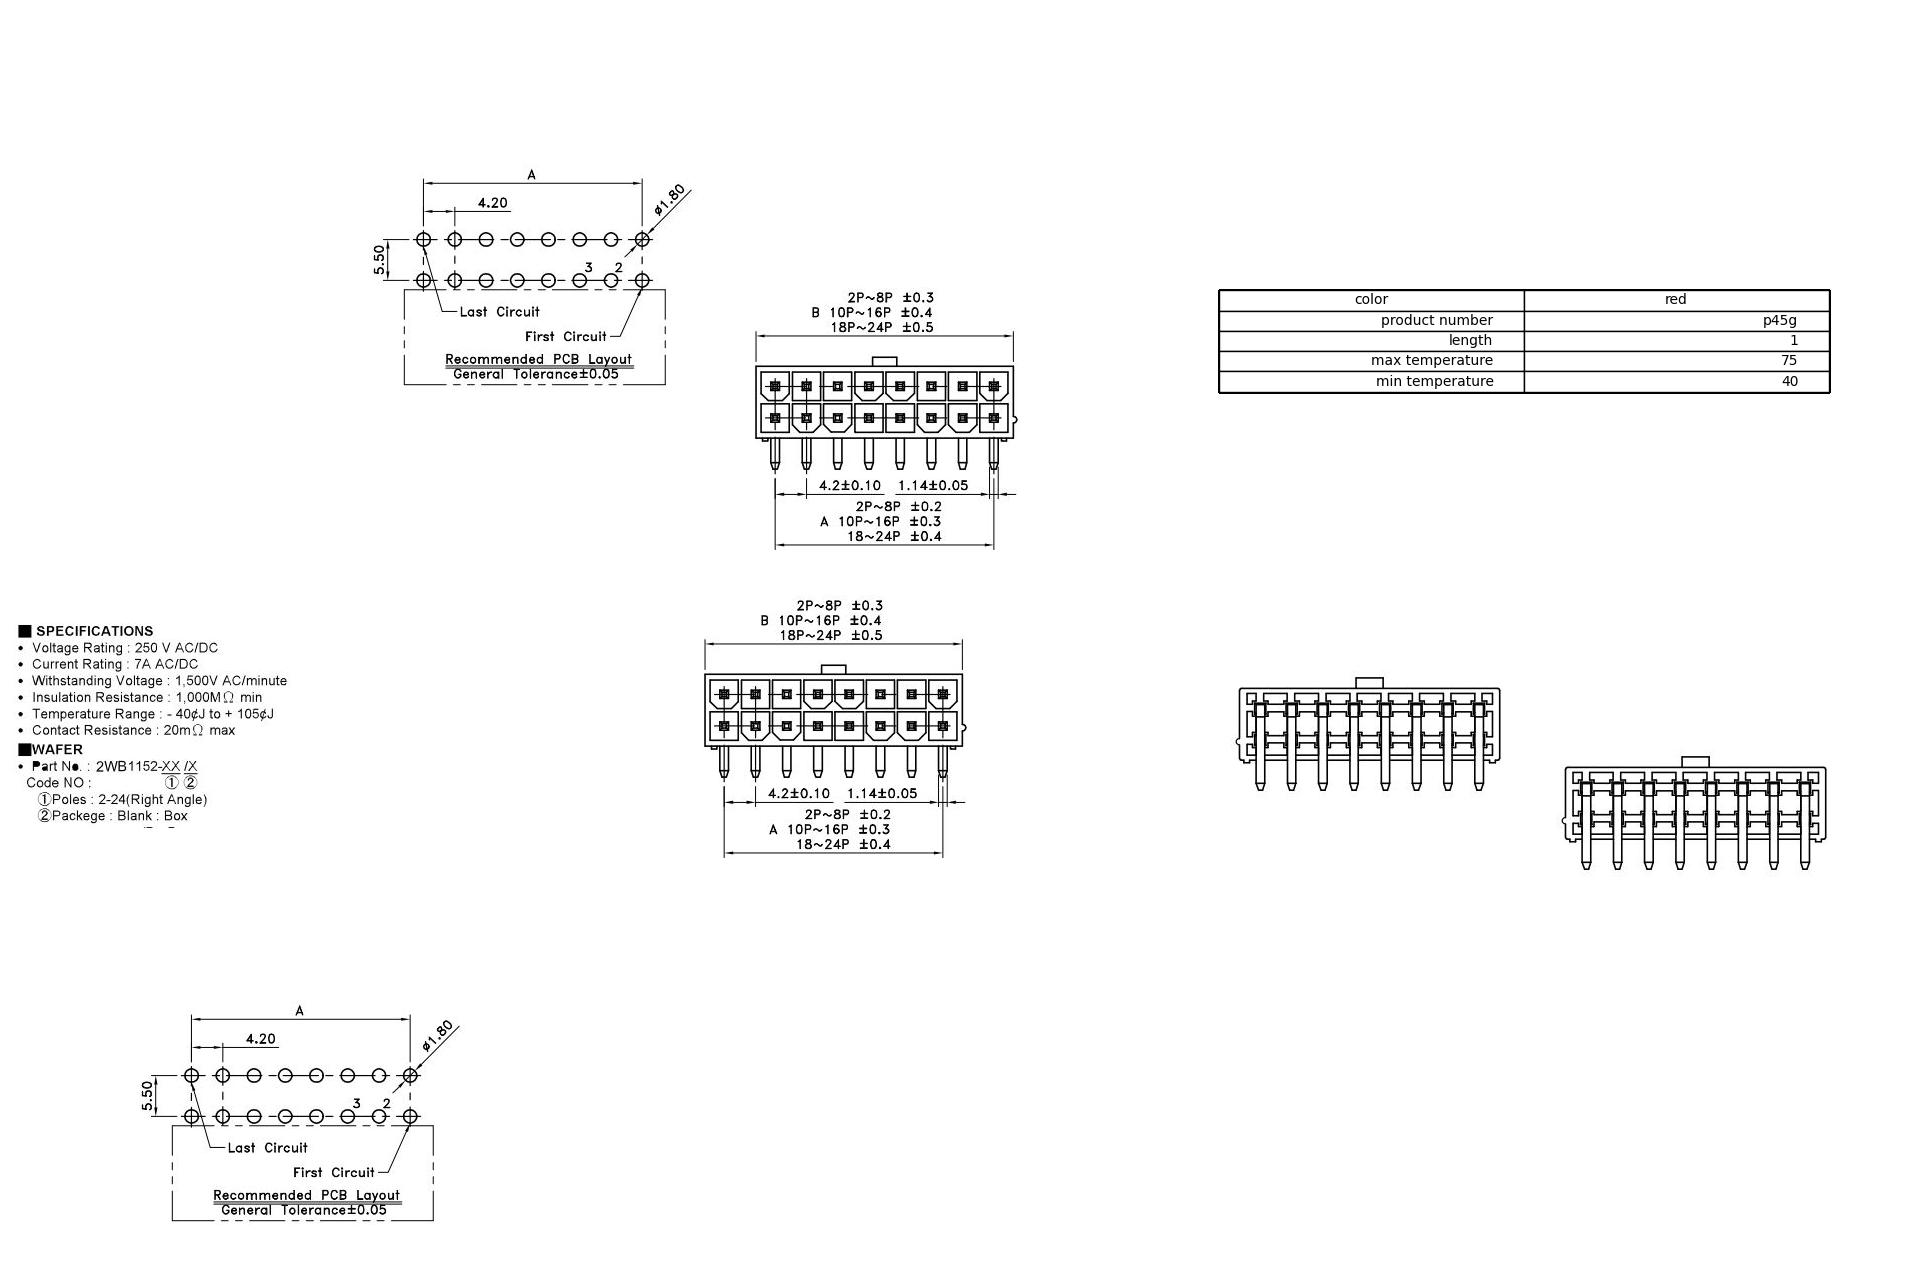 A
4.20
ø1.80
5.50
3 2
Last Circuit
First Circuit
Recommended PCB Layout
General Tolerance±0.05
2P~8P ±0.3
B 10P~16P ±0.4
18P~24P ±0.5
4.2±0.10 1.14±0.05
2P~8P ±0.2
A 10P~16P ±0.3
18~24P ±0.4
color red
product number p45g
length 1
max temperature 75
min temperature 40
■ SPECIFICATIONS
• Voltage Rating : 250 V AC/DC
• Current Rating : 7A AC/DC
• Withstanding Voltage : 1,500V AC/minute
• Insulation Resistance : 1,000MΩ min
• Temperature Range : - 40¢J to + 105¢J
• Contact Resistance : 20mΩ max
■WAFER
• Part No. : 2WB1152-XX /X
Code NO : ① ②
①Poles : 2-24(Right Angle)
②Packege : Blank : Box
2P~8P ±0.3
B 10P~16P ±0.4
18P~24P ±0.5
4.2±0.10 1.14±0.05
2P~8P ±0.2
A 10P~16P ±0.3
18~24P ±0.4
A
4.20
ø1.80
5.50
3 2
Last Circuit
First Circuit
Recommended PCB Layout
General Tolerance±0.05